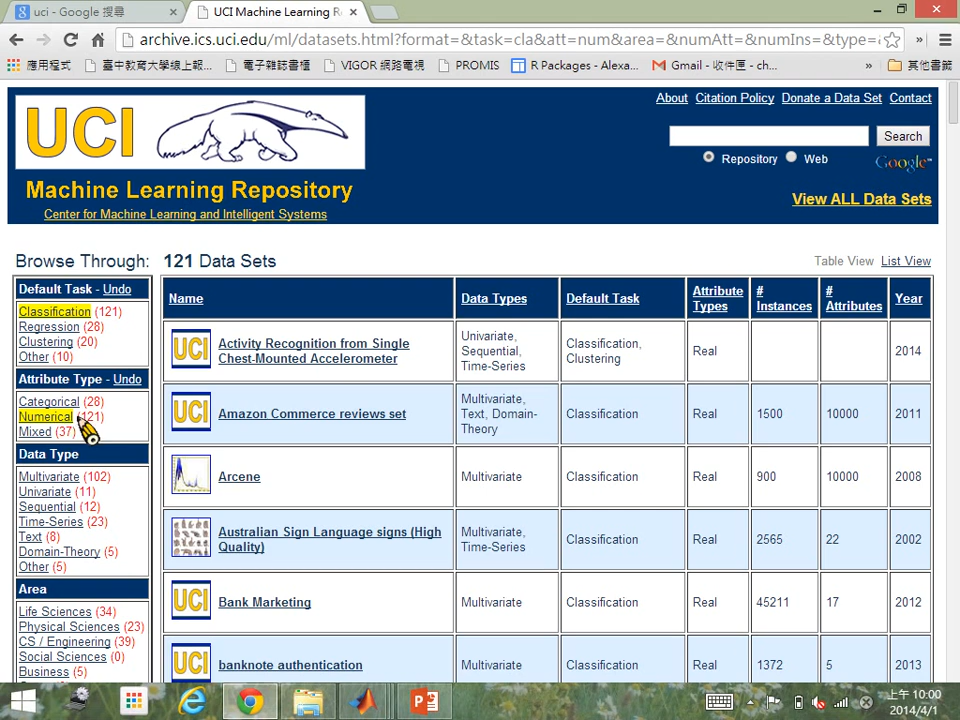 uci - Google 搜尋
UCI Machine Learning R
archive.ics.uci.edu/ml/datasets.html?format=&task=cla&att=num&area=&numAtt=&numIns=&type=
應用程式 臺中教育大學線上報... 電子雜誌書櫃 VIGOR 網路電視 PROMIS R Packages - Alexa... Gmail - 收件匣 - ch... » 其他書籤
About Citation Policy Donate a Data Set Contact
UCI
Search
Repository Web Google™
Machine Learning Repository
View ALL Data Sets
Center for Machine Learning and Intelligent Systems
Browse Through:
Default Task - Undo
Classification (121)
Regression (28)
Clustering (20)
Other (10)
Attribute Type - Undo
Categorical (28)
Numerical (121)
Mixed (37)
Data Type
Multivariate (102)
Univariate (11)
Sequential (12)
Time-Series (23)
Text (8)
Domain-Theory (5)
Other (5)
Area
Life Sciences (34)
Physical Sciences (23)
CS / Engineering (39)
Social Sciences (0)
Business (5)
121 Data Sets
Table View List View
Name Data Types Default Task Attribute Types # Instances # Attributes Year
UCI Activity Recognition from Single Chest-Mounted Accelerometer Univariate, Sequential, Time-Series Classification, Clustering Real 2014
UCI Amazon Commerce reviews set Multivariate, Text, Domain-Theory Classification Real 1500 10000 2011
Arcene Multivariate Classification Real 900 10000 2008
Australian Sign Language signs (High Quality) Multivariate, Time-Series Classification Real 2565 22 2002
UCI Bank Marketing Multivariate Classification Real 45211 17 2012
UCI banknote authentication Multivariate Classification Real 1372 5 2013
上午 10:00
2014/4/1